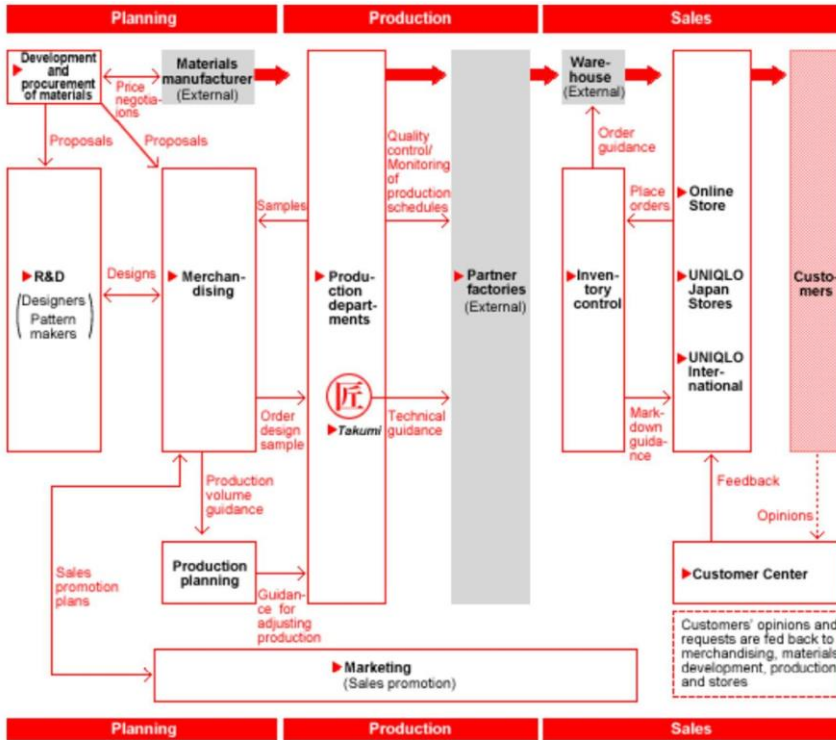 Planning
Production
Sales
Development
and
procurement
of materials
Price
negoti-
ations
Materials
manufacturer
(External)
Ware-
house
(External)
Proposals
Proposals
Quality
control/
Monitoring
of
production
schedules
Order
guidance
Samples
Place
orders
Online
Store
R&D
(Designers
Pattern
makers)
Designs
Merchan-
dising
Produc-
tion
depart-
ments
Partner
factories
(External)
Inven-
tory
control
UNIQLO
Japan
Stores
Custo-
mers
UNIQLO
Inter-
national
匠
Takumi
Order
design
sample
Technical
guidance
Mark-
down
guida-
nce
Production
volume
guidance
Feedback
Opinions
Production
planning
Customer Center
Sales
promotion
plans
Guidan-
ce for
adjusting
production
Customers' opinions and
requests are fed back to
merchandising, materials
development, production
and stores
Marketing
(Sales promotion)
Planning
Production
Sales